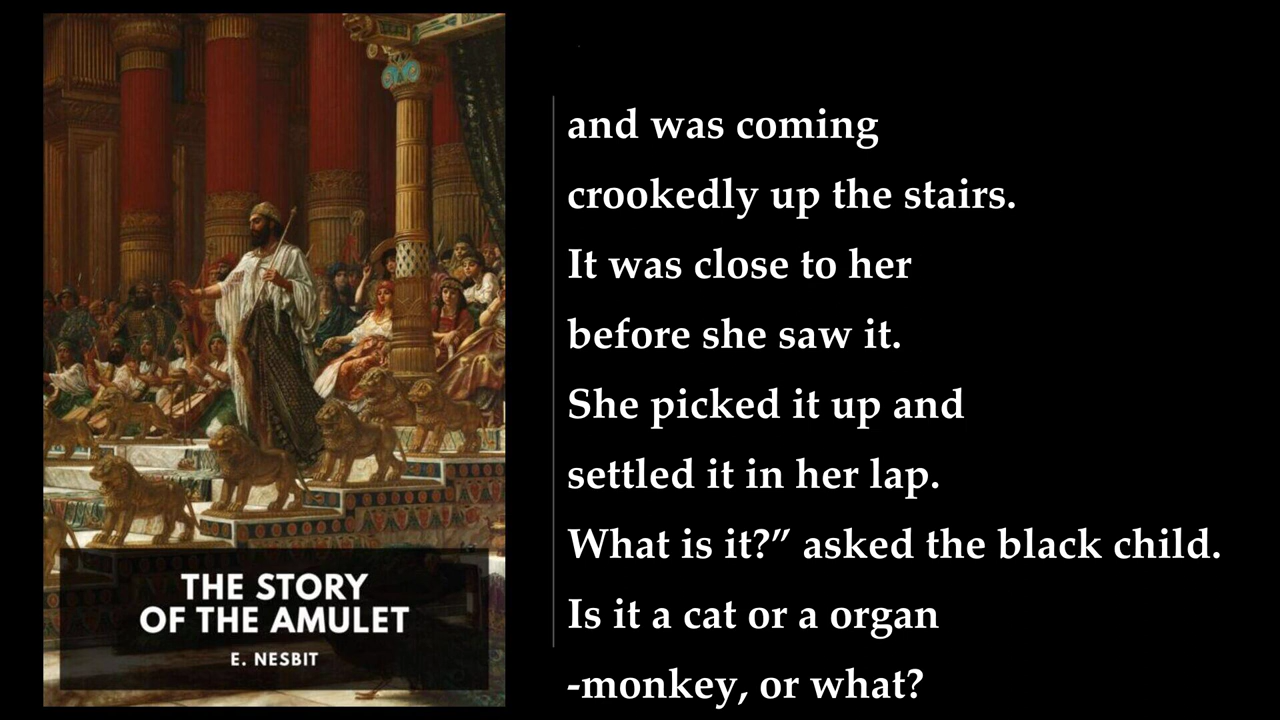 THE STORY
OF THE AMULET
E. NESBIT
and was coming
crookedly up the stairs.
It was close to her
before she saw it.
She picked it up and
settled it in her lap.
What is it?” asked the black child.
Is it a cat or a organ
-monkey, or what?